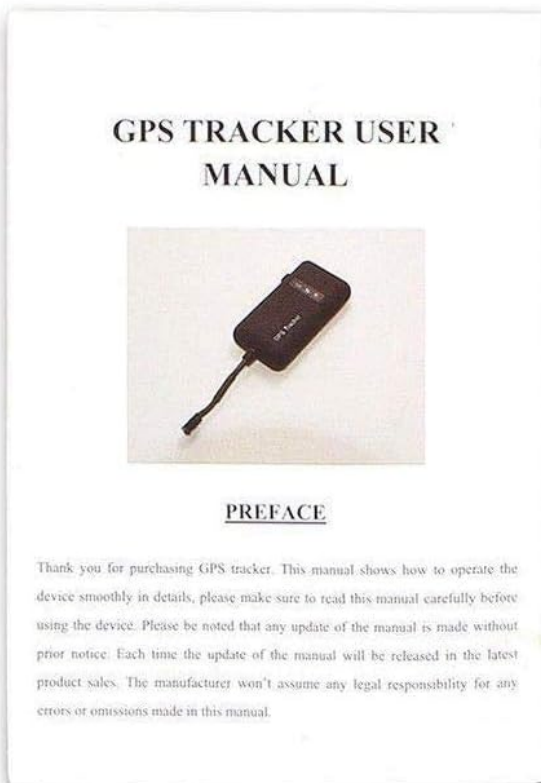 GPS TRACKER USER
MANUAL
GPS Tracker
PREFACE
Thank you for purchasing GPS tracker. This manual shows how to operate the
device smoothly in details, please make sure to read this manual carefully before
using the device. Please be noted that any update of the manual is made without
prior notice. Each time the update of the manual will be released in the latest
product sales. The manufacturer won't assume any legal responsibility for any
errors or omissions made in this manual.